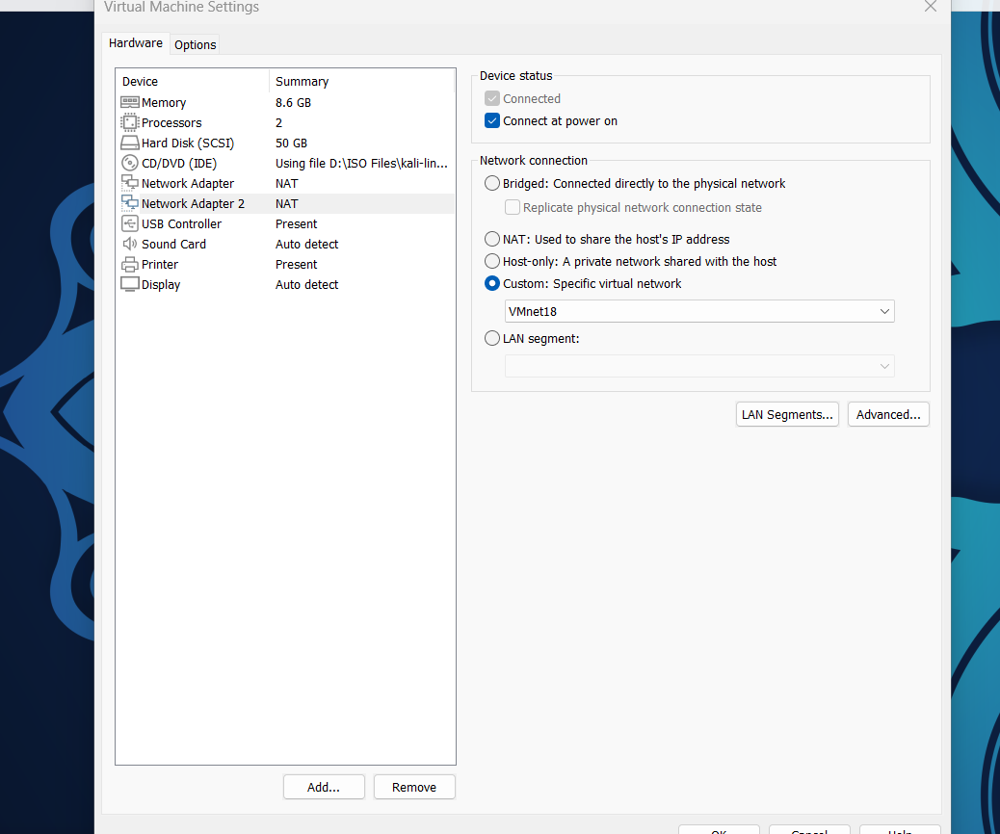 Virtual Machine Settings
Hardware
Options
Device Summary
Memory 8.6 GB
Processors 2
Hard Disk (SCSI) 50 GB
CD/DVD (IDE) Using file D:\ISO Files\kali-lin...
Network Adapter NAT
Network Adapter 2 NAT
USB Controller Present
Sound Card Auto detect
Printer Present
Display Auto detect
Add...
Remove
Device status
Connected
Connect at power on
Network connection
Bridged: Connected directly to the physical network
Replicate physical network connection state
NAT: Used to share the host's IP address
Host-only: A private network shared with the host
Custom: Specific virtual network
VMnet18
LAN segment:
LAN Segments...
Advanced...
OK
Cancel
Help